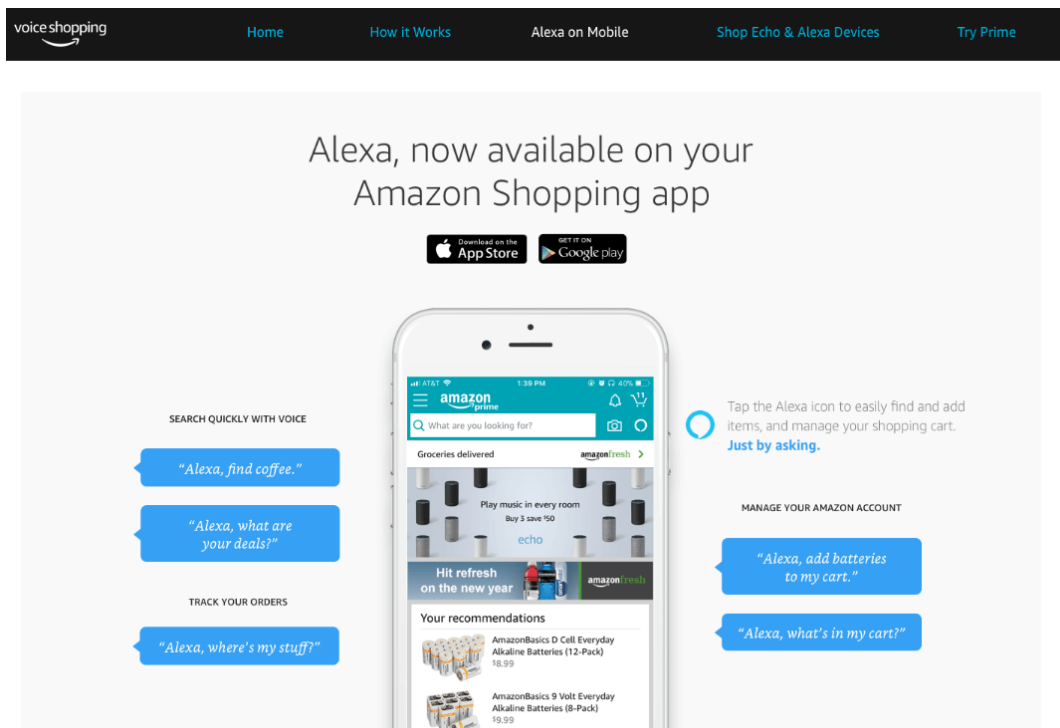 voice shopping
Home
How it Works
Alexa on Mobile
Shop Echo & Alexa Devices
Try Prime
Alexa, now available on your
Amazon Shopping app
Download on the
App Store
GET IT ON
Google play
SEARCH QUICKLY WITH VOICE
“Alexa, find coffee.”
“Alexa, what are
your deals?”
TRACK YOUR ORDERS
“Alexa, where’s my stuff?”
AT&T
1:39 PM
40%
amazon
prime
11
What are you looking for?
Groceries delivered
amazonfresh
Play music in every room
Buy 3 save $50
echo
Hit refresh
on the new year
amazonfresh
Your recommendations
AmazonBasics D Cell Everyday
Alkaline Batteries (12-Pack)
$8.99
AmazonBasics 9 Volt Everyday
Alkaline Batteries (8-Pack)
$9.99
Tap the Alexa icon to easily find and add
items, and manage your shopping cart.
Just by asking.
MANAGE YOUR AMAZON ACCOUNT
“Alexa, add batteries
to my cart.”
“Alexa, what’s in my cart?”